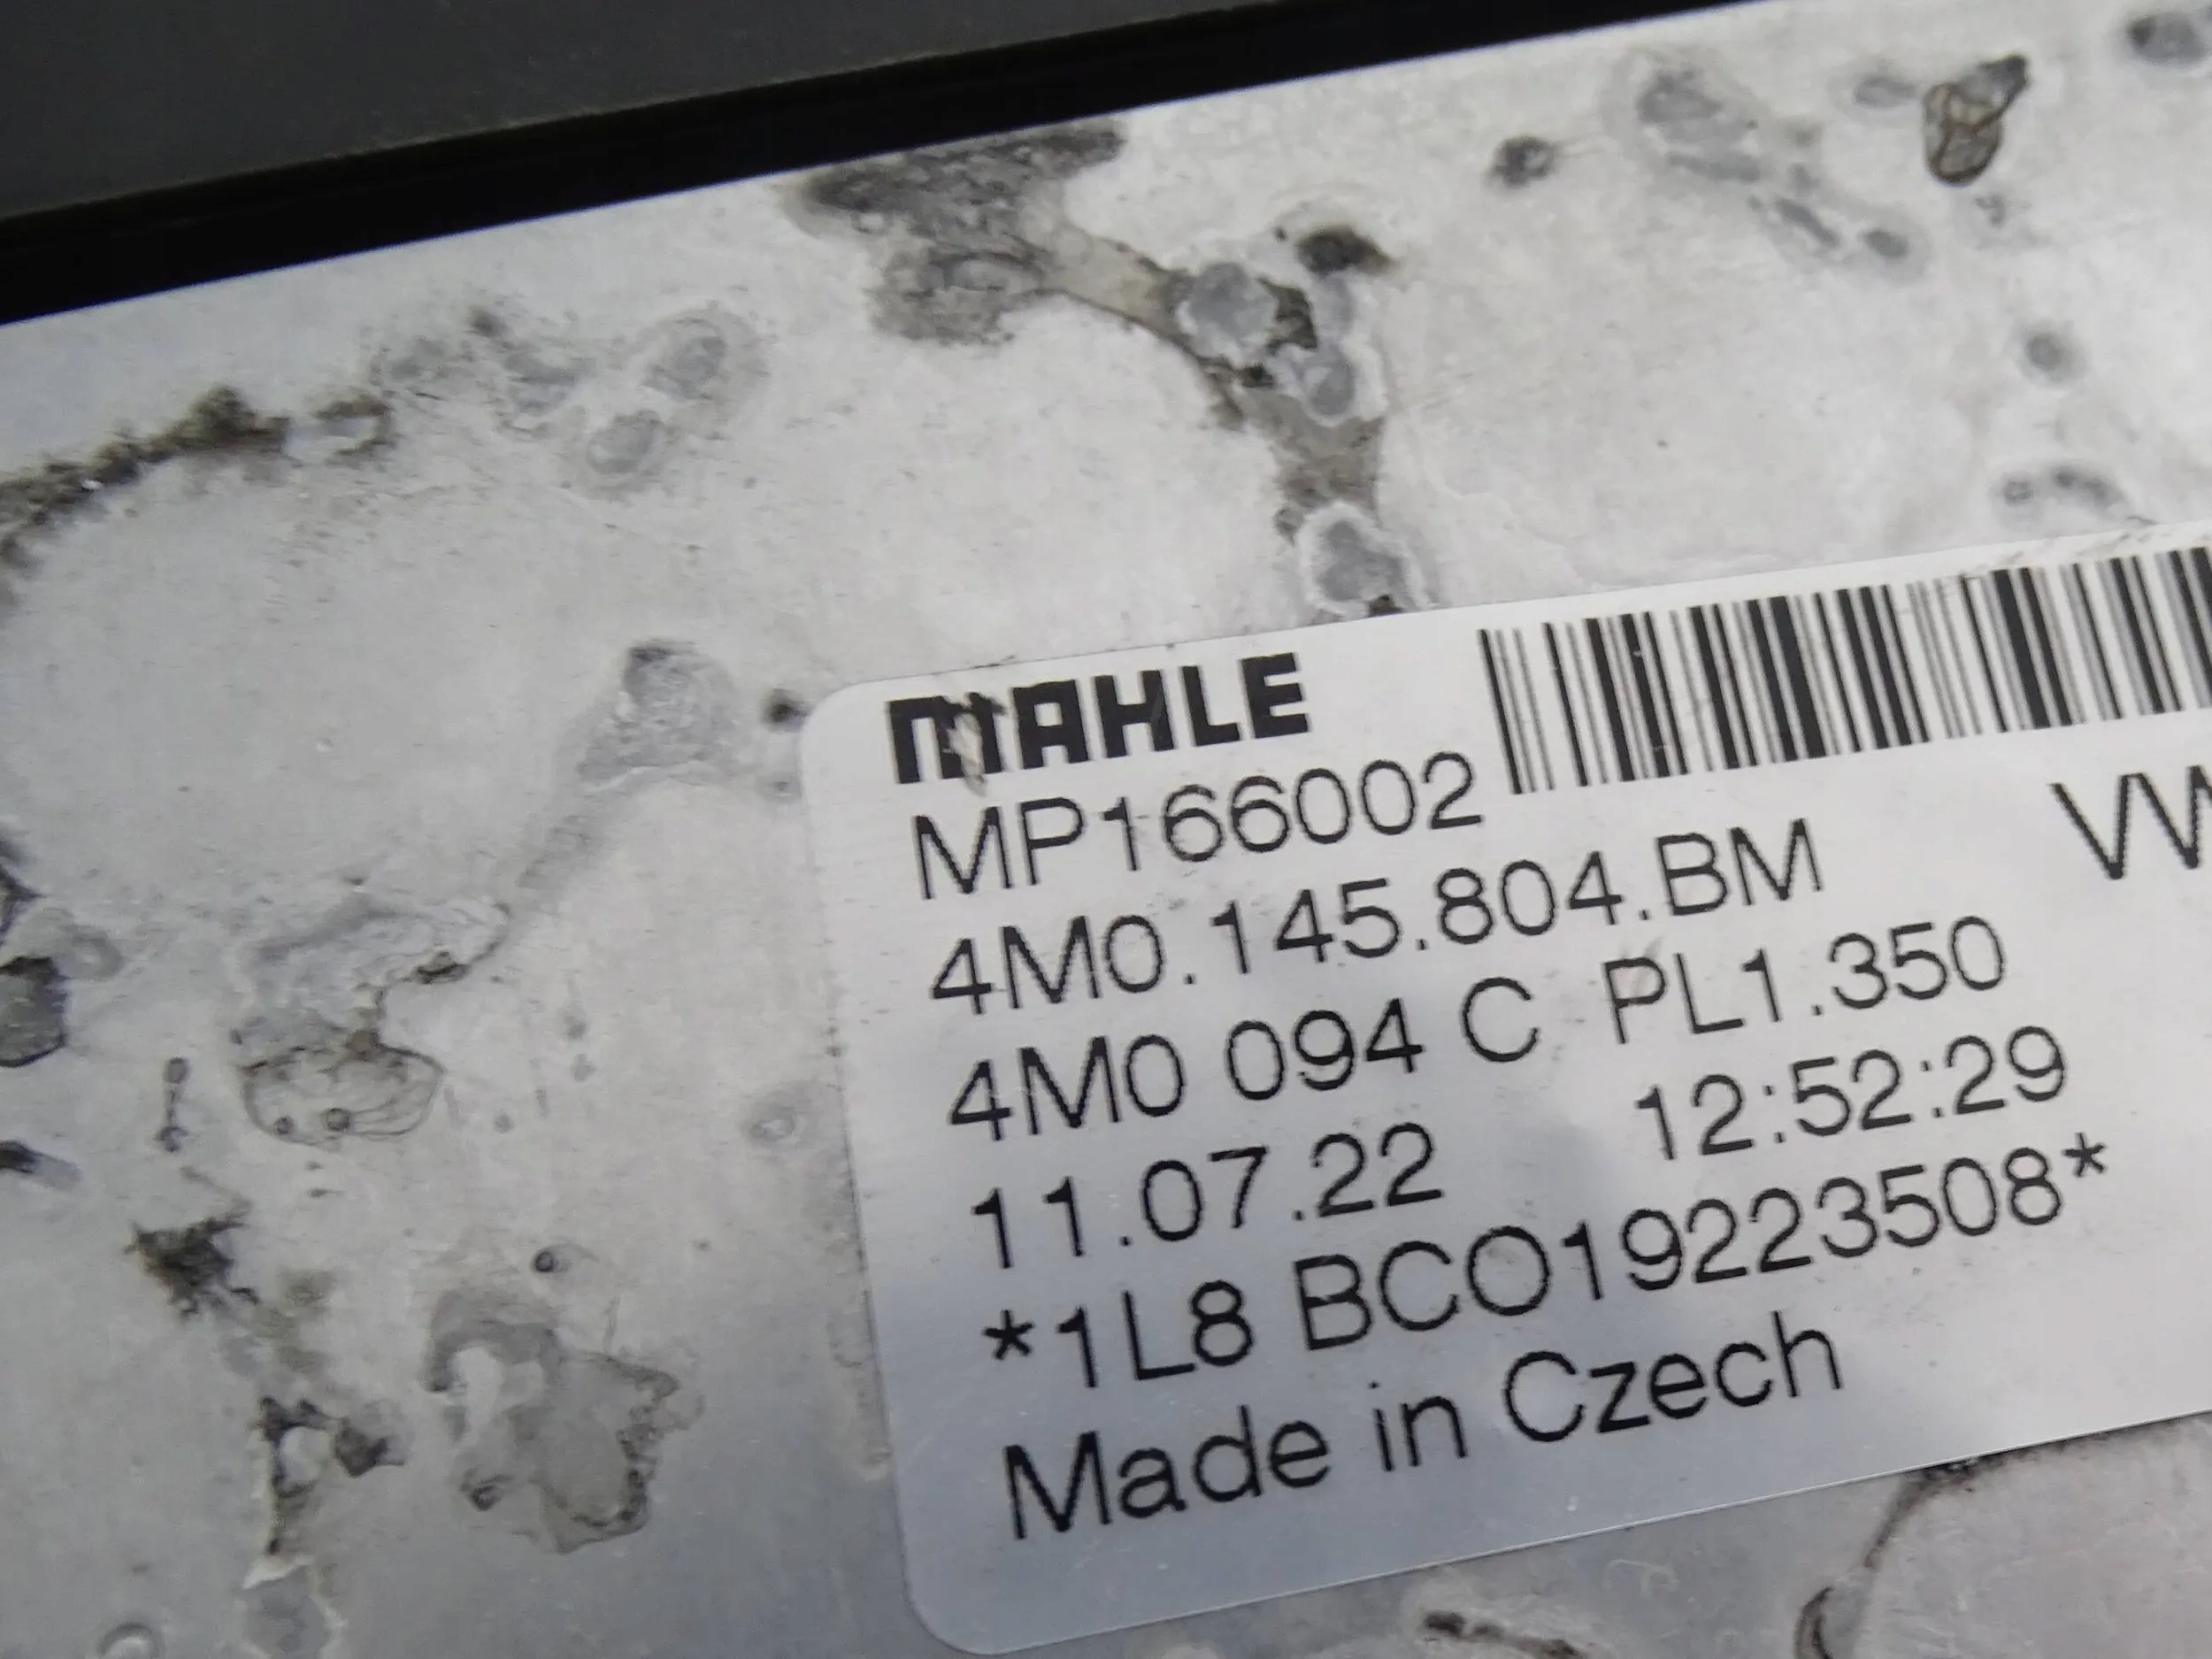 MAHLE
MP166002
4M0.145.804.BM VW
4M0 094 C PL1.350
11.07.22 12:52:29
*1L8 BCO19223508*
Made in Czech